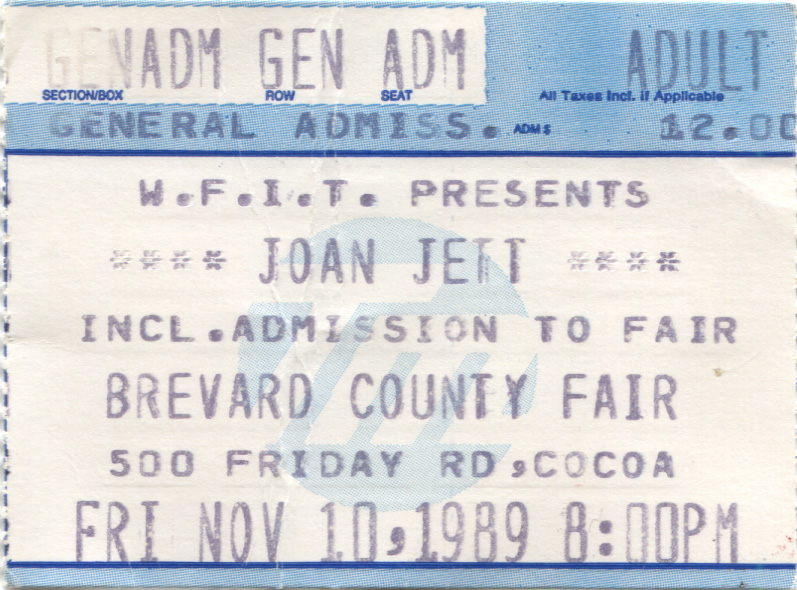 GENADM GEN ADM ADULT
SECTION/BOX ROW SEAT All Taxes Incl. If Applicable
GENERAL ADMISS. ADM$ 12.00
W.F.I.T. PRESENTS
**** JOAN JETT ****
INCL.ADMISSION TO FAIR
BREVARD COUNTY FAIR
500 FRIDAY RD,COCOA
FRI NOV 10,1989 8:00PM